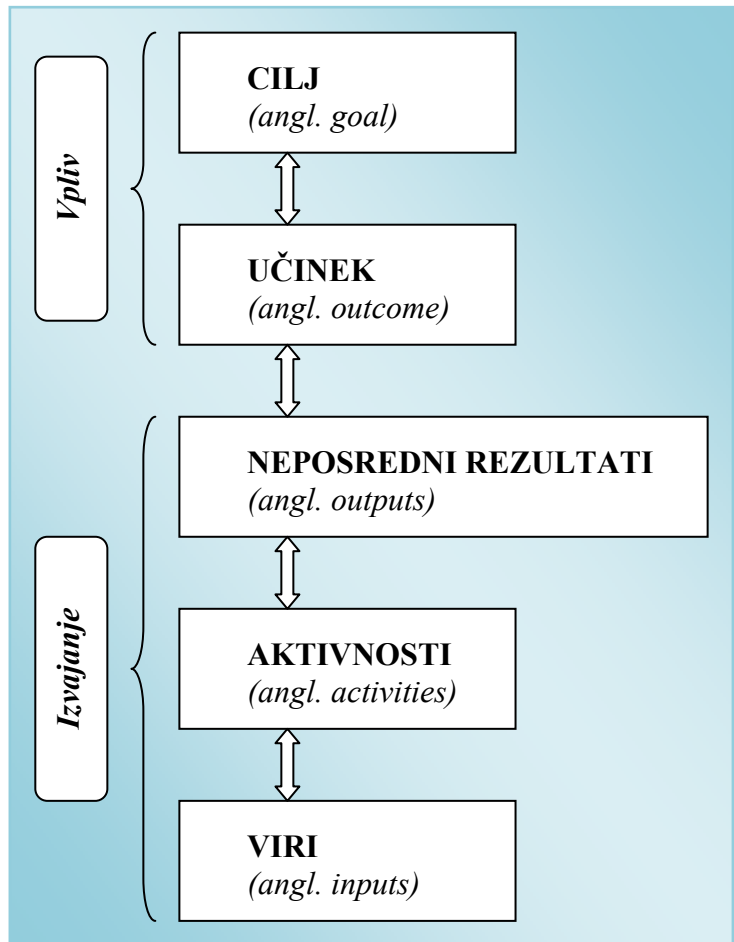 Vpliv
CILJ
(angl. goal)
UČINEK
(angl. outcome)
Izvajanje
NEPOSREDNI REZULTATI
(angl. outputs)
AKTIVNOSTI
(angl. activities)
VIRI
(angl. inputs)